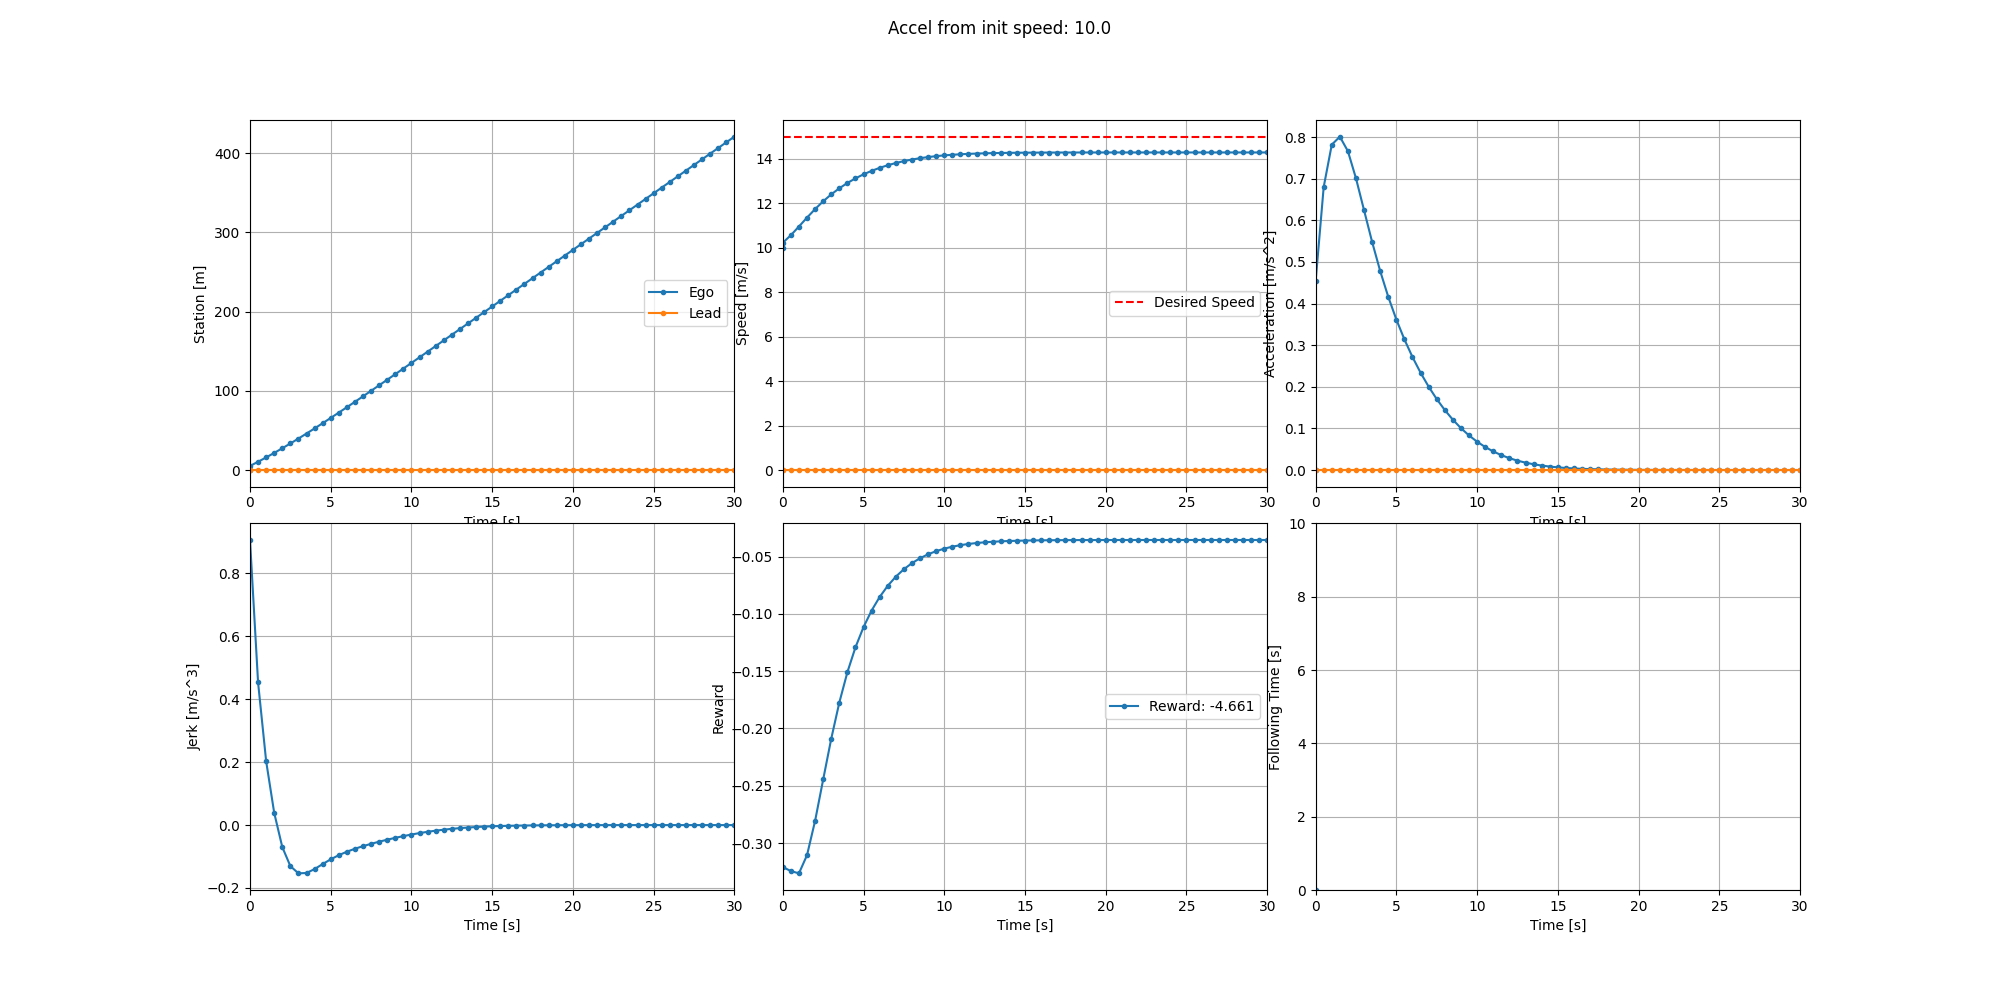 Accel from init speed: 10.0
Station [m]
400
300
200
100
0
0 5 10 15 20 25 30
Time [s]
Ego
Lead
Speed [m/s]
14
12
10
8
6
4
2
0
0 5 10 15 20 25 30
Time [s]
Desired Speed
Acceleration [m/s^2]
0.8
0.7
0.6
0.5
0.4
0.3
0.2
0.1
0.0
0 5 10 15 20 25 30
Time [s]
Jerk [m/s^3]
0.8
0.6
0.4
0.2
0.0
−0.2
0 5 10 15 20 25 30
Time [s]
Reward
−0.05
−0.10
−0.15
−0.20
−0.25
−0.30
0 5 10 15 20 25 30
Time [s]
Reward: -4.661
Following Time [s]
10
8
6
4
2
0
0 5 10 15 20 25 30
Time [s]